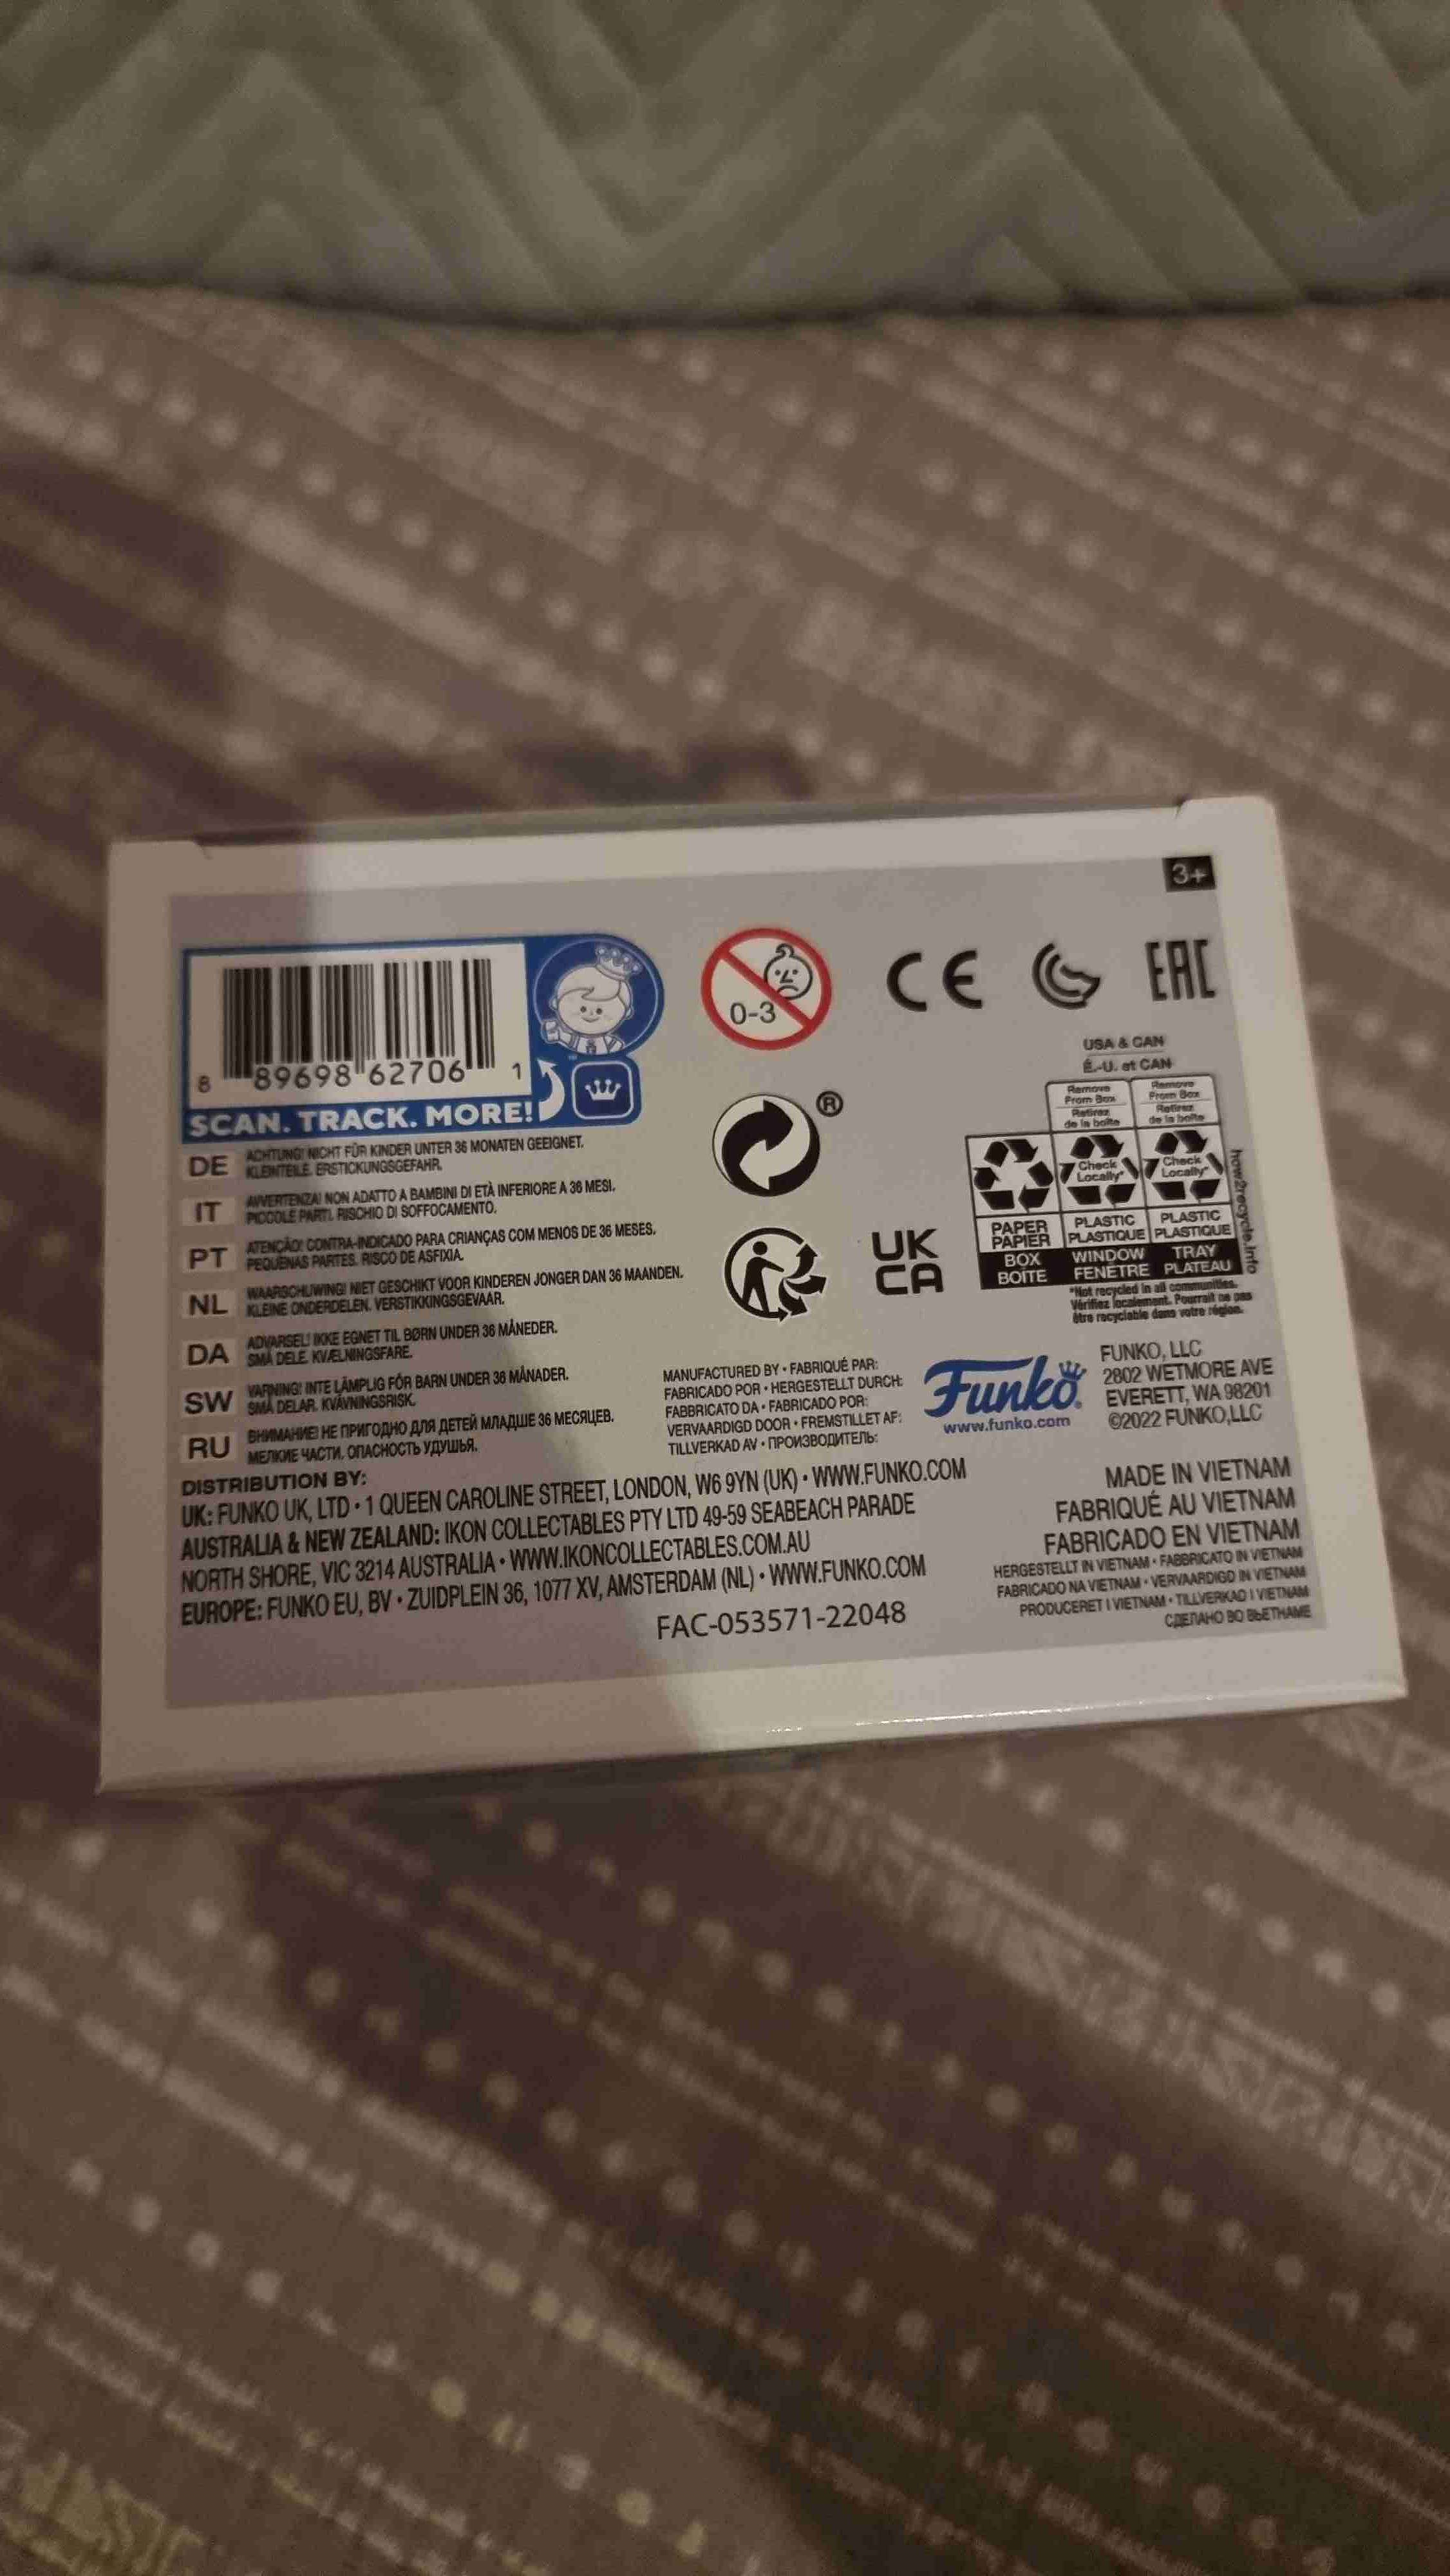 3+
8 89698 62706 1
SCAN. TRACK. MORE!
0-3
CE
EAC
DE ACHTUNG! NICHT FÜR KINDER UNTER 36 MONATEN GEEIGNET.
KLEINTEILE. ERSTICKUNGSGEFAHR.
IT AVVERTENZA! NON ADATTO A BAMBINI DI ETÀ INFERIORE A 36 MESI.
PICCOLE PARTI. RISCHIO DI SOFFOCAMENTO.
PT ATENÇÃO! CONTRA-INDICADO PARA CRIANÇAS COM MENOS DE 36 MESES.
PEQUENAS PARTES. RISCO DE ASFIXIA.
NL WAARSCHUWING! NIET GESCHIKT VOOR KINDEREN JONGER DAN 36 MAANDEN.
KLEINE ONDERDELEN. VERSTIKKINGSGEVAAR.
DA ADVARSEL! IKKE EGNET TIL BØRN UNDER 36 MÅNEDER.
SMÅ DELE. KVÆLNINGSFARE.
SW VARNING! INTE LÄMPLIG FÖR BARN UNDER 36 MÅNADER.
SMÅ DELAR. KVÄVNINGSRISK.
RU ВНИМАНИЕ! НЕ ПРИГОДНО ДЛЯ ДЕТЕЙ МЛАДШЕ 36 МЕСЯЦЕВ.
МЕЛКИЕ ЧАСТИ. ОПАСНОСТЬ УДУШЬЯ.
®
UK
CA
USA & CAN
É.-U. et CAN
Remove From Box Retirez de la boîte
Remove From Box Retirez de la boîte
Check Locally*
Check Locally*
PAPER PAPIER
PLASTIC PLASTIQUE
PLASTIC PLASTIQUE
BOX BOÎTE
WINDOW FENÊTRE
TRAY PLATEAU
how2recycle.info
*Not recycled in all communities.
Vérifiez localement. Pourrait ne pas
être recyclable dans votre région.
MANUFACTURED BY • FABRIQUÉ PAR:
FABRICADO POR • HERGESTELLT DURCH:
FABBRICATO DA • FABRICADO POR:
VERVAARDIGD DOOR • FREMSTILLET AF:
TILLVERKAD AV • ПРОИЗВОДИТЕЛЬ:
Funko®
www.funko.com
FUNKO, LLC
2802 WETMORE AVE
EVERETT, WA 98201
©2022 FUNKO,LLC
DISTRIBUTION BY:
UK: FUNKO UK, LTD • 1 QUEEN CAROLINE STREET, LONDON, W6 9YN (UK) • WWW.FUNKO.COM
AUSTRALIA & NEW ZEALAND: IKON COLLECTABLES PTY LTD 49-59 SEABEACH PARADE
NORTH SHORE, VIC 3214 AUSTRALIA • WWW.IKONCOLLECTABLES.COM.AU
EUROPE: FUNKO EU, BV • ZUIDPLEIN 36, 1077 XV, AMSTERDAM (NL) • WWW.FUNKO.COM
FAC-053571-22048
MADE IN VIETNAM
FABRIQUÉ AU VIETNAM
FABRICADO EN VIETNAM
HERGESTELLT IN VIETNAM • FABBRICATO IN VIETNAM
FABRICADO NA VIETNAM • VERVAARDIGD IN VIETNAM
PRODUCERET I VIETNAM • TILLVERKAD I VIETNAM
СДЕЛАНО ВО ВЬЕТНАМЕ